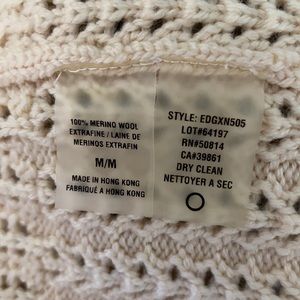 100% MERINO WOOL
EXTRAFINE / LAINE DE
MERINOS EXTRAFIN
M/M
MADE IN HONG KONG
FABRIQUÉ A HONG KONG
STYLE: EDGXN505
LOT#64197
RN#50814
CA#39861
DRY CLEAN
NETTOYER A SEC